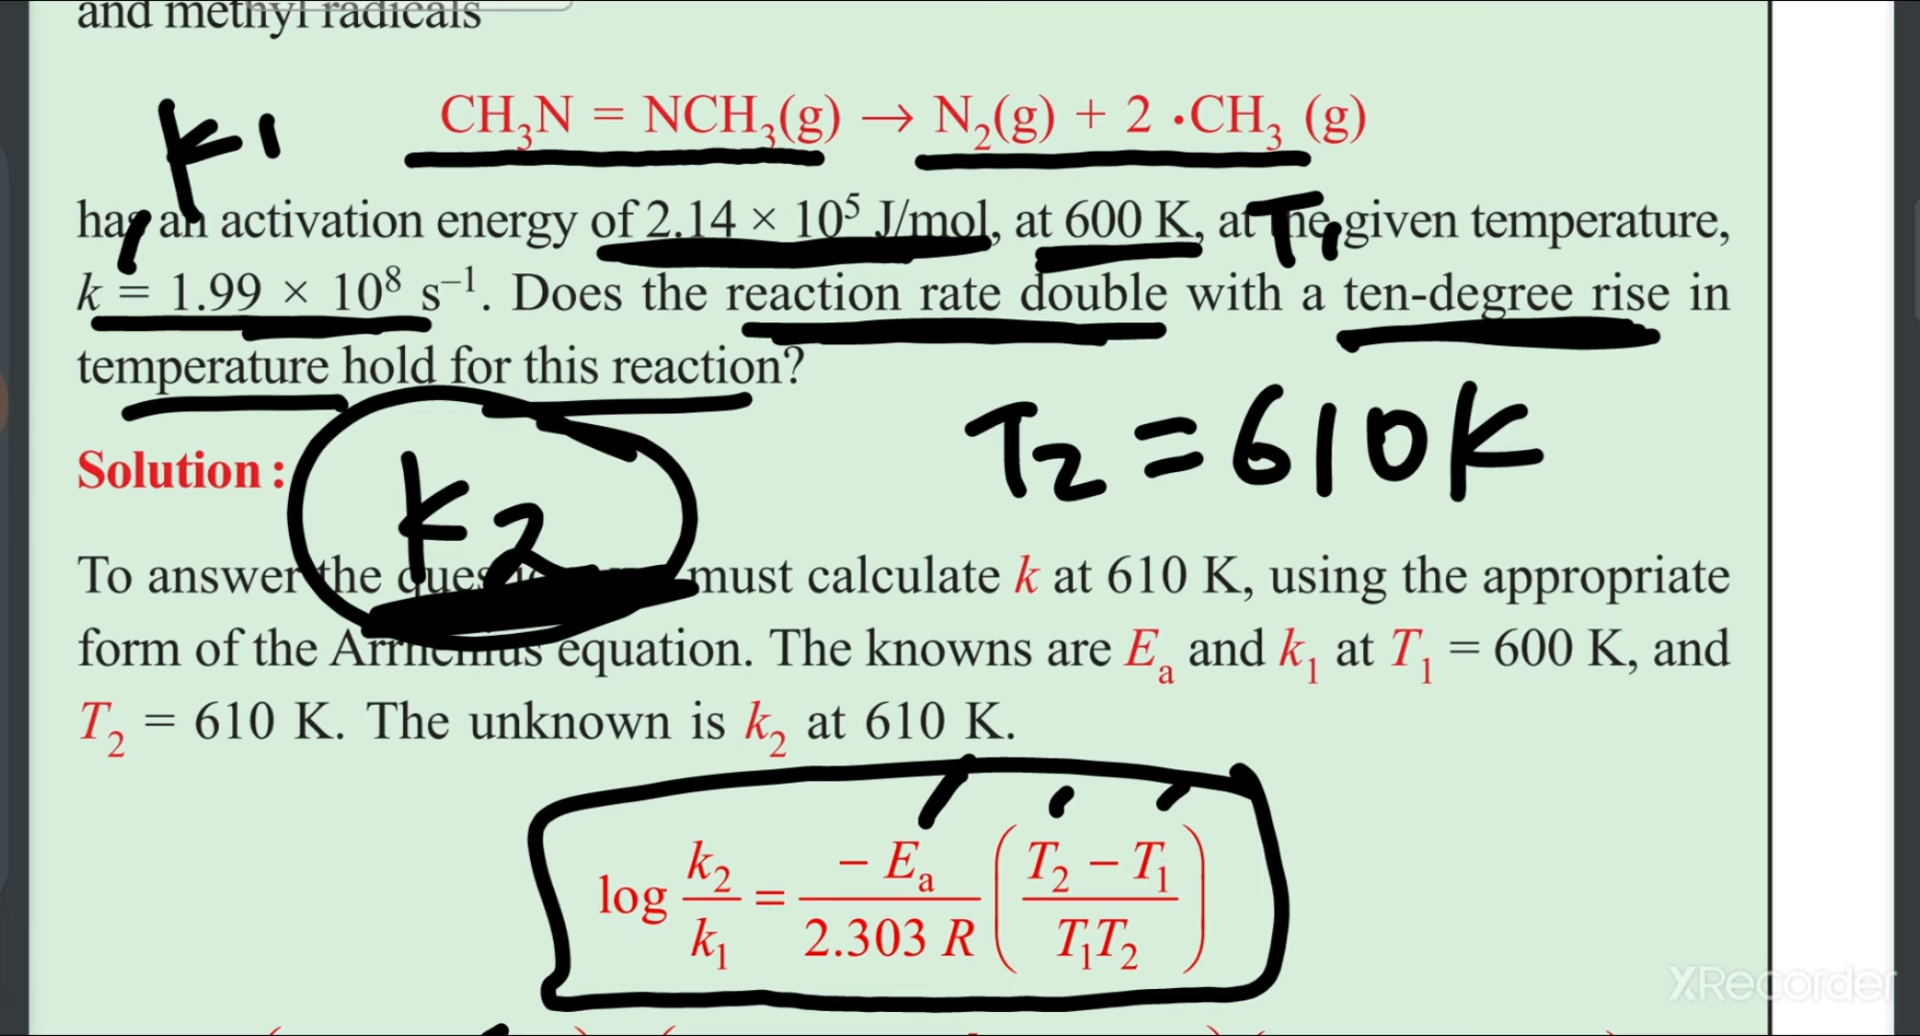 and methyl radicals
CH₃N = NCH₃(g) → N₂(g) + 2 ·CH₃ (g)
k1
has an activation energy of 2.14 × 10⁵ J/mol, at 600 K, at the given temperature,
T1
k = 1.99 × 10⁸ s⁻¹. Does the reaction rate double with a ten-degree rise in
temperature hold for this reaction?
T2 = 610K
Solution :
k2
To answer the must calculate k at 610 K, using the appropriate
form of the Arrhenius equation. The knowns are Eₐ and k₁ at T₁ = 600 K, and
T₂ = 610 K. The unknown is k₂ at 610 K.
log k₂/k₁ = – Eₐ/2.303 R (T₂ – T₁/T₁T₂)
XRecorder